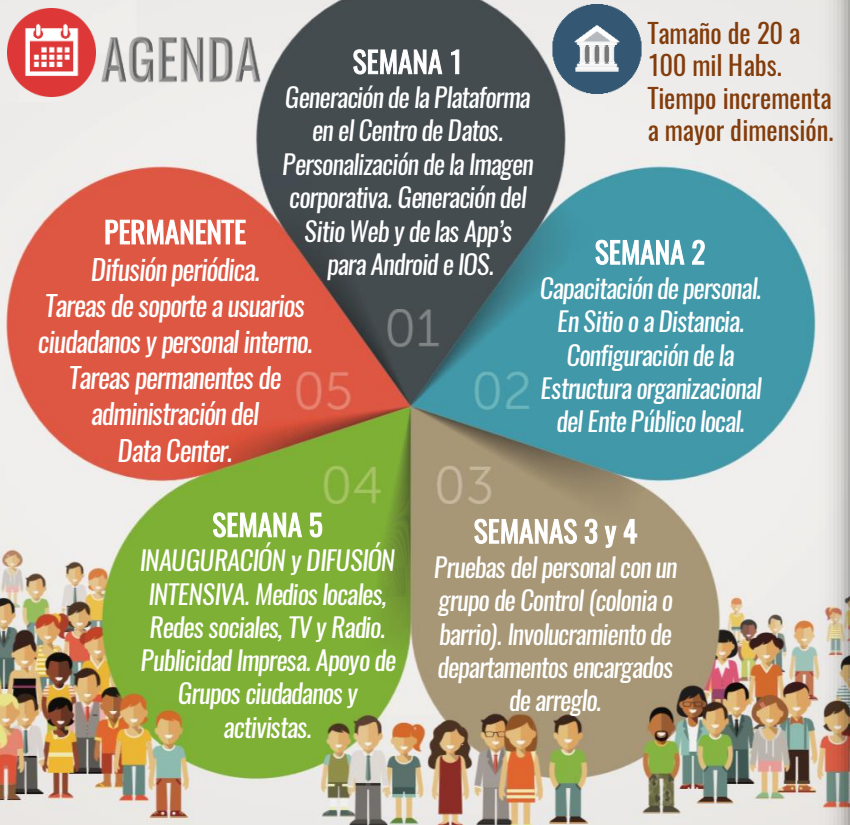 AGENDA
Tamaño de 20 a
100 mil Habs.
Tiempo incrementa
a mayor dimensión.
SEMANA 1
Generación de la Plataforma
en el Centro de Datos.
Personalización de la Imagen
corporativa. Generación del
Sitio Web y de las App's
para Android e IOS.
01
SEMANA 2
Capacitación de personal.
En Sitio o a Distancia.
Configuración de la
Estructura organizacional
del Ente Público local.
02
SEMANAS 3 y 4
Pruebas del personal con un
grupo de Control (colonia o
barrio). Involucramiento de
departamentos encargados
de arreglo.
03
SEMANA 5
INAUGURACIÓN y DIFUSIÓN
INTENSIVA. Medios locales,
Redes sociales, TV y Radio.
Publicidad Impresa. Apoyo de
Grupos ciudadanos y
activistas.
04
PERMANENTE
Difusión periódica.
Tareas de soporte a usuarios
ciudadanos y personal interno.
Tareas permanentes de
administración del
Data Center.
05